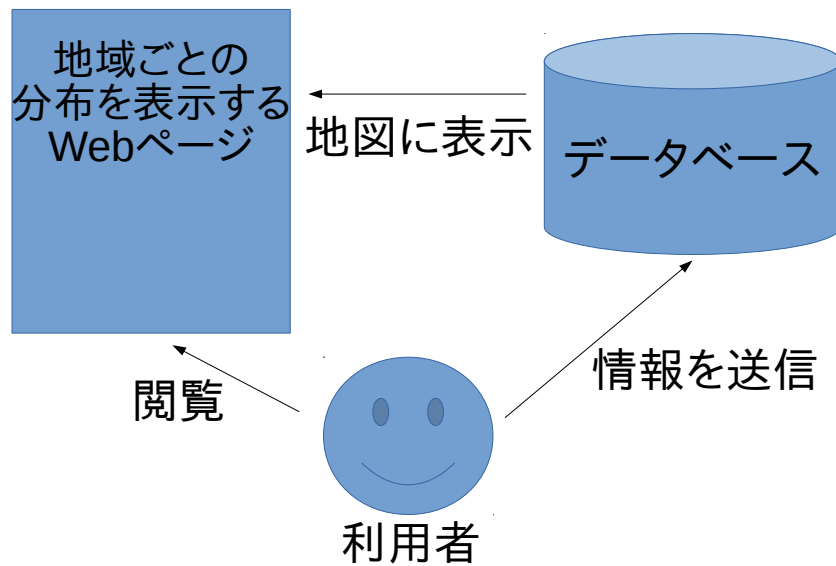 地域ごとの
分布を表示する
Webページ
地図に表示
データベース
閲覧
情報を送信
利用者